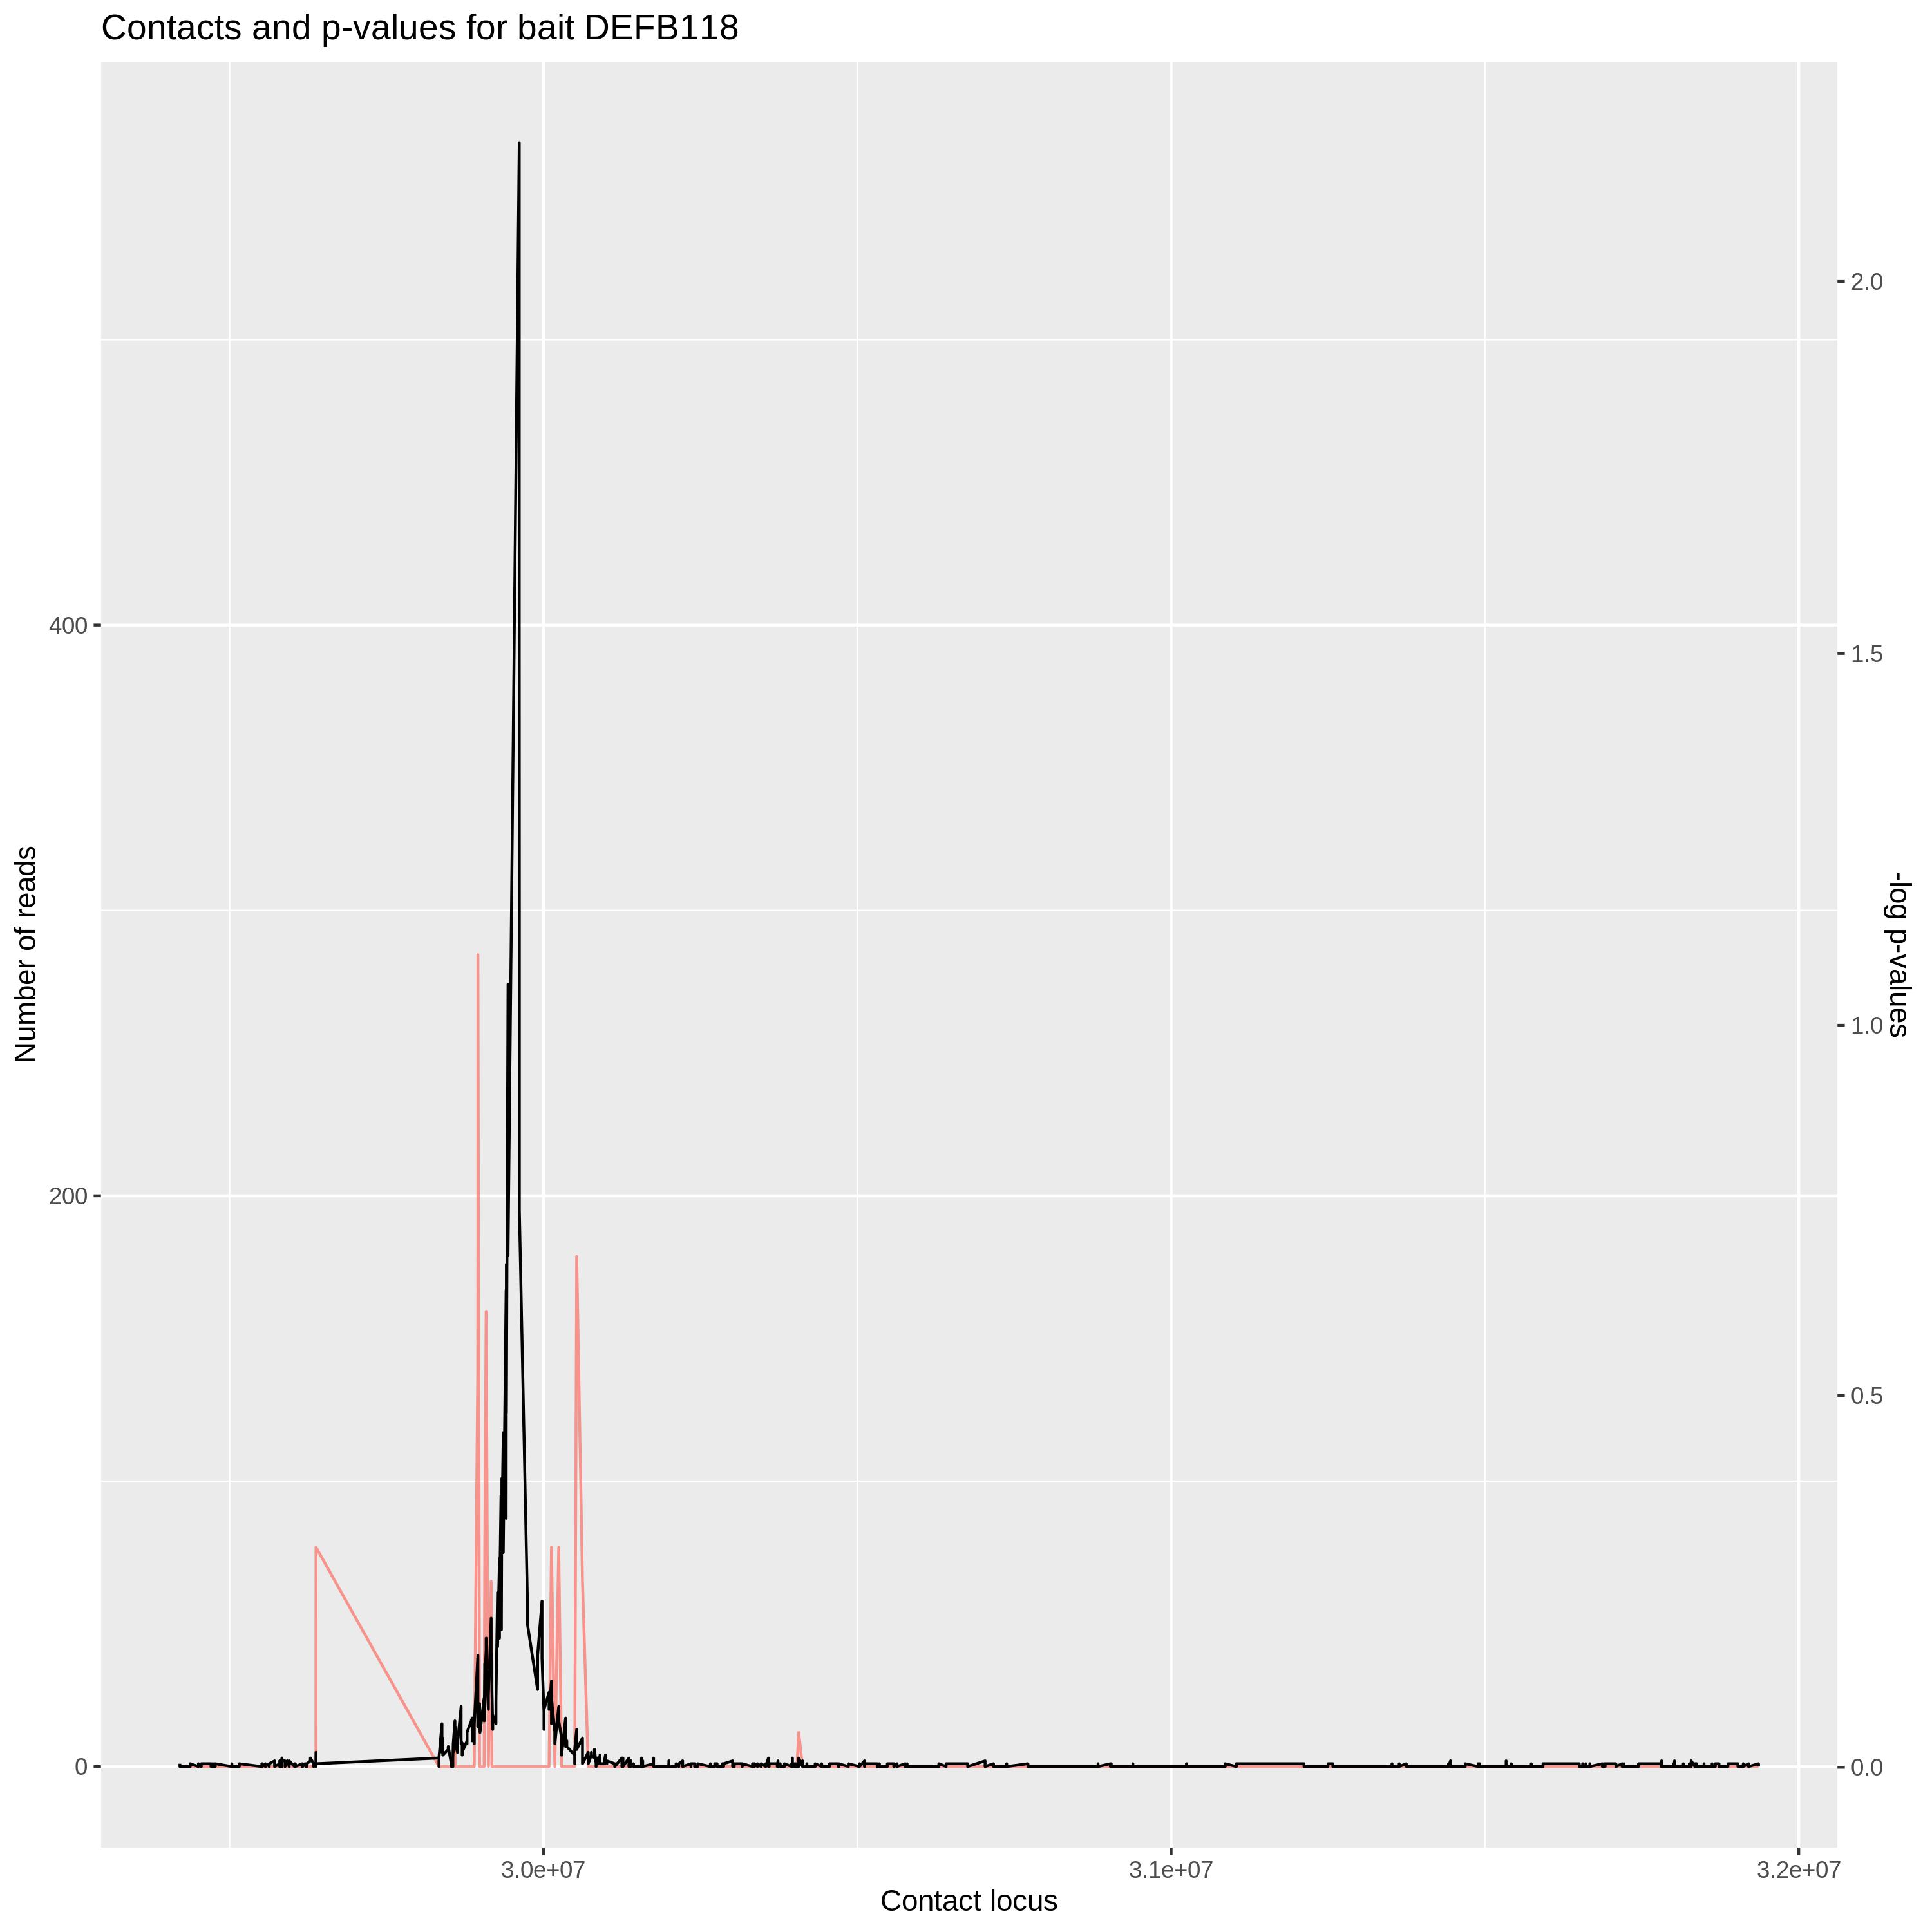 Contacts and p-values for bait DEFB118
Number of reads
400
200
0
2.0
1.5
1.0
0.5
0.0
-log p-values
3.0e+07
3.1e+07
3.2e+07
Contact locus